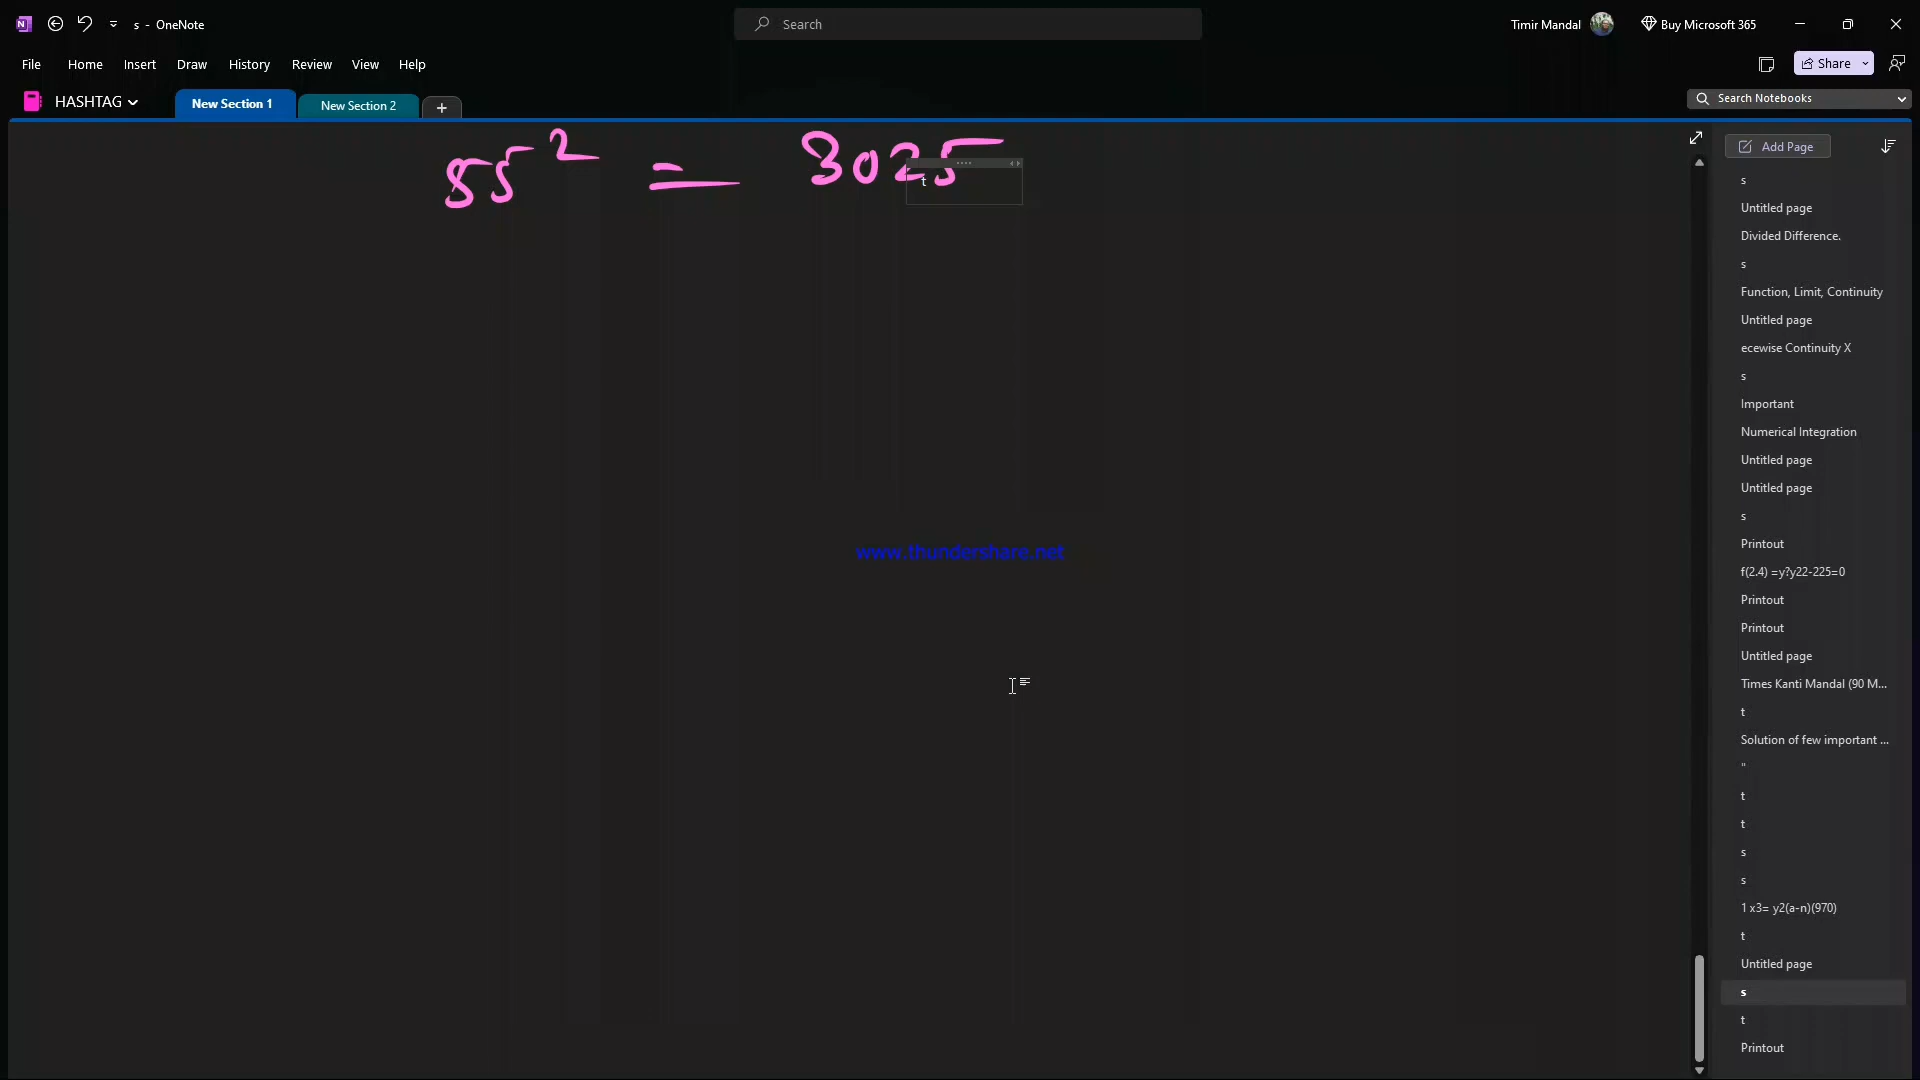 s - OneNote
Search
Timir Mandal
Buy Microsoft 365
File Home Insert Draw History Review View Help
Share
HASHTAG
New Section 1
New Section 2
+
Search Notebooks
55² = 3025
t
www.thundershare.net
Add Page
s
Untitled page
Divided Difference.
s
Function, Limit, Continuity
Untitled page
ecewise Continuity X
s
Important
Numerical Integration
Untitled page
Untitled page
s
Printout
f(2.4) =y?y22-225=0
Printout
Printout
Untitled page
Times Kanti Mandal (90 M...
t
Solution of few important ...
"
t
t
s
s
1 x3= y2(a-n)(970)
t
Untitled page
s
t
Printout